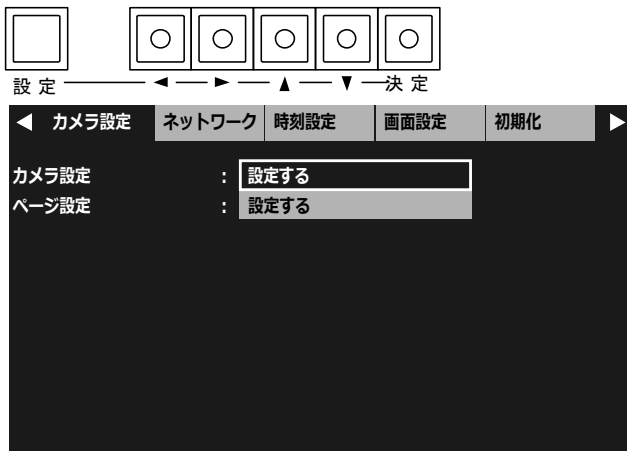 設定 ◄ ► ▲ ▼ 決定
◀ カメラ設定 ネットワーク 時刻設定 画面設定 初期化 ▶
カメラ設定 : 設定する
ページ設定 : 設定する